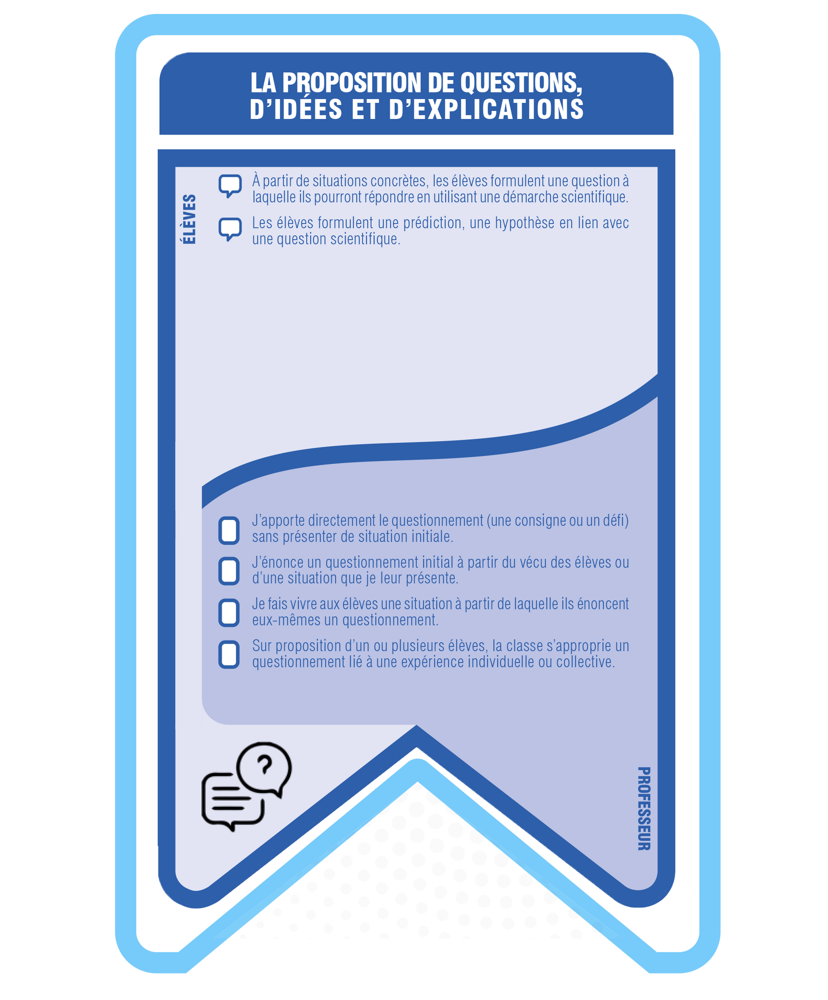 LA PROPOSITION DE QUESTIONS,
D’IDÉES ET D’EXPLICATIONS
ÉLÈVES
À partir de situations concrètes, les élèves formulent une question à
laquelle ils pourront répondre en utilisant une démarche scientifique.
Les élèves formulent une prédiction, une hypothèse en lien avec
une question scientifique.
J’apporte directement le questionnement (une consigne ou un défi)
sans présenter de situation initiale.
J’énonce un questionnement initial à partir du vécu des élèves ou
d’une situation que je leur présente.
Je fais vivre aux élèves une situation à partir de laquelle ils énoncent
eux-mêmes un questionnement.
Sur proposition d’un ou plusieurs élèves, la classe s’approprie un
questionnement lié à une expérience individuelle ou collective.
?
PROFESSEUR